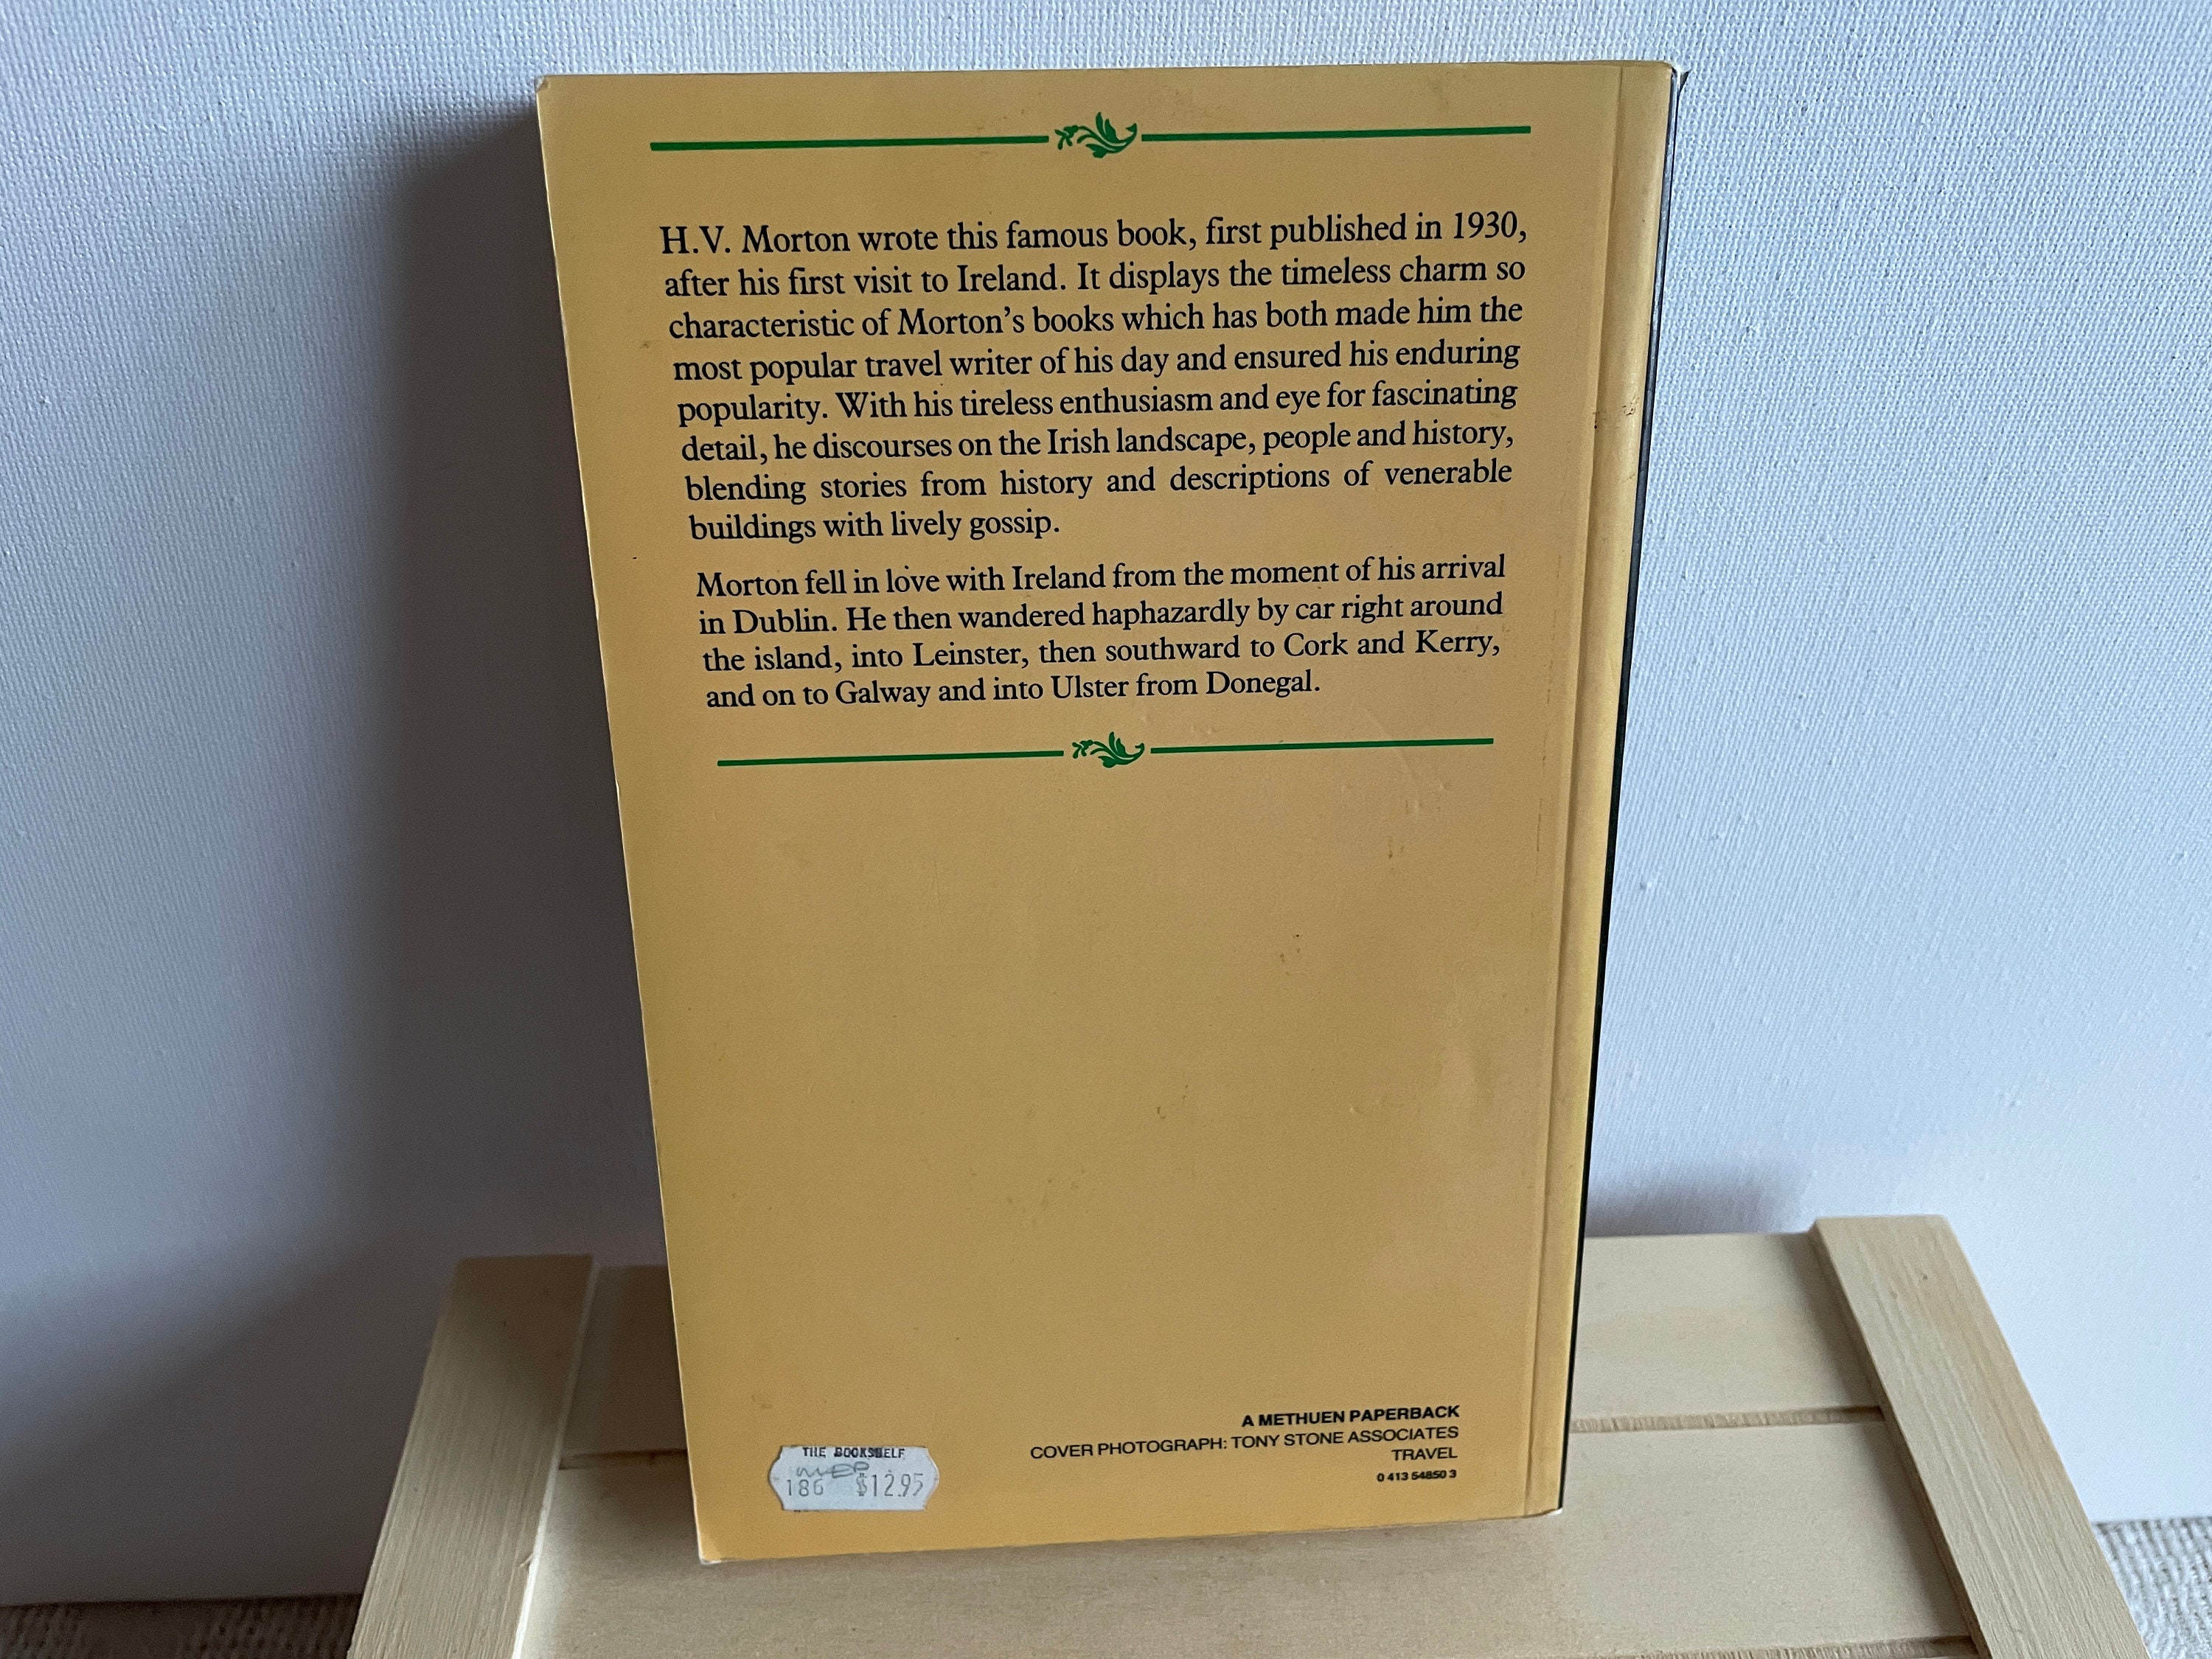 H.V. Morton wrote this famous book, first published in 1930,
after his first visit to Ireland. It displays the timeless charm so
characteristic of Morton's books which has both made him the
most popular travel writer of his day and ensured his enduring
popularity. With his tireless enthusiasm and eye for fascinating
detail, he discourses on the Irish landscape, people and history,
blending stories from history and descriptions of venerable
buildings with lively gossip.
Morton fell in love with Ireland from the moment of his arrival
in Dublin. He then wandered haphazardly by car right around
the island, into Leinster, then southward to Cork and Kerry,
and on to Galway and into Ulster from Donegal.
A METHUEN PAPERBACK
COVER PHOTOGRAPH: TONY STONE ASSOCIATES
TRAVEL
0 413 54850 3
THE BOOKSHELF
186 $12.95